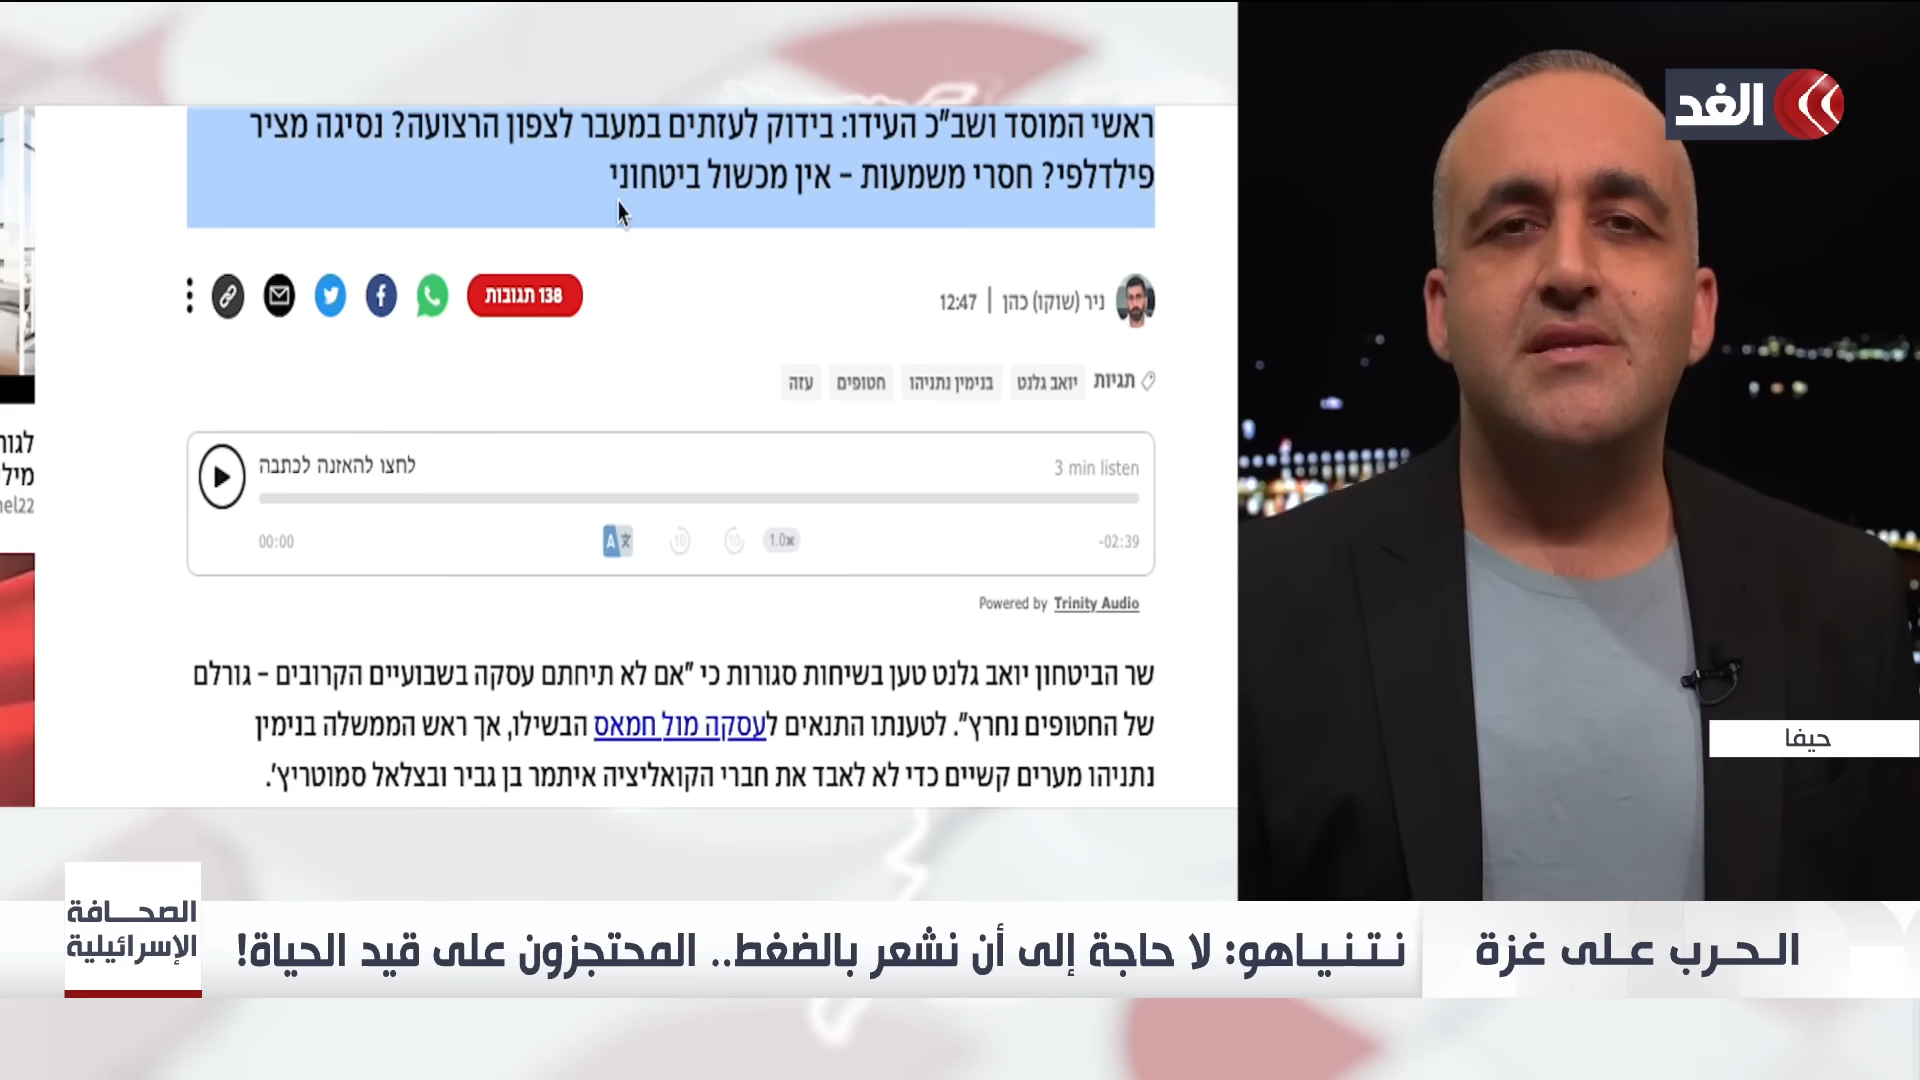 الغد
ראשי המוסד ושב"כ העידו: בידוק לעזתים במעבר לצפון הרצועה? נסיגה מציר
פילדלפי? חסרי משמעות - אין מכשול ביטחוני
138 תגובות
ניר (שוקו) כהן | 12:47
תגיות
יואב גלנט
בנימין נתניהו
חטופים
עזה
לחצו להאזנה לכתבה
3 min listen
00:00
10
10
1.0x
-02:39
Powered by Trinity Audio
שר הביטחון יואב גלנט טען בשיחות סגורות כי "אם לא תיחתם עסקה בשבועיים הקרובים - גורלם
של החטופים נחרץ". לטענתו התנאים לעסקה מול חמאס הבשילו, אך ראש הממשלה בנימין
נתניהו מערים קשיים כדי לא לאבד את חברי הקואליציה איתמר בן גביר ובצלאל סמוטריץ'.
حيفا
الحرب على غزة
نتنياهو: لا حاجة إلى أن نشعر بالضغط.. المحتجزون على قيد الحياة!
الصحافة
الإسرائيلية